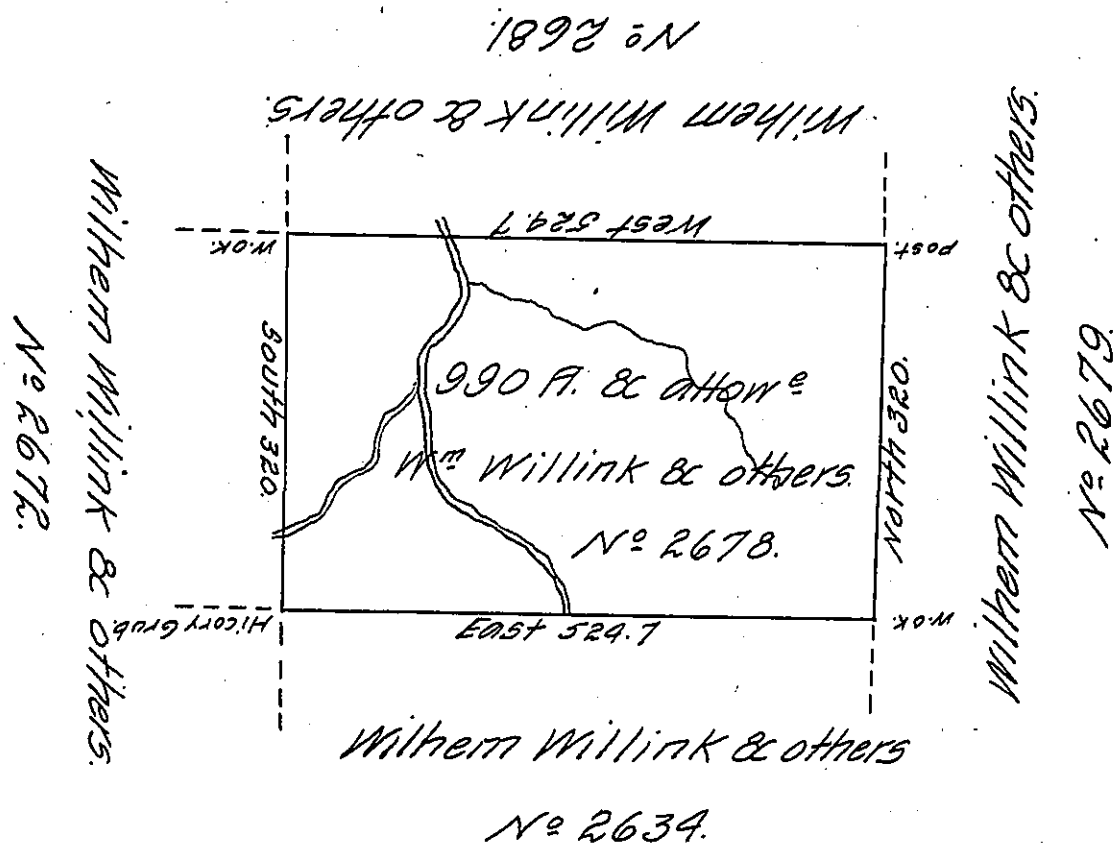 No 2681.
Wilhem Willink & others.
West 524.7
W.OK.
Post.
Wilhem Willink & others.
No 2672.
South 320.
990 A. & allowe
Wm Willink & others.
No 2678.
North 320.
Wilhem Willink & others.
No 2679.
Hicory Grub.
East 524.7
W.OK.
Wilhem Willink & others
No 2634.